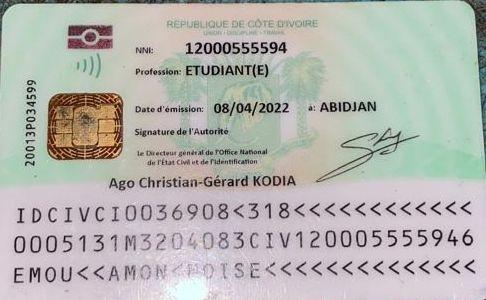 RÉPUBLIQUE DE CÔTE D'IVOIRE
UNION - DISCIPLINE - TRAVAIL
NNI: 12000555594
Profession: ETUDIANT(E)
Date d'émission: 08/04/2022 à: ABIDJAN
Signature de l'Autorité
Le Directeur général de l'Office National
de l'État Civil et de l'Identification
Ago Christian-Gérard KODIA
20013P034599
IDCIVCI0036908<318<<<<<<<<<<<<
0005131M3204083CIV120005555946
EMOU<<AMON<MOISE<<<<<<<<<<<<<<